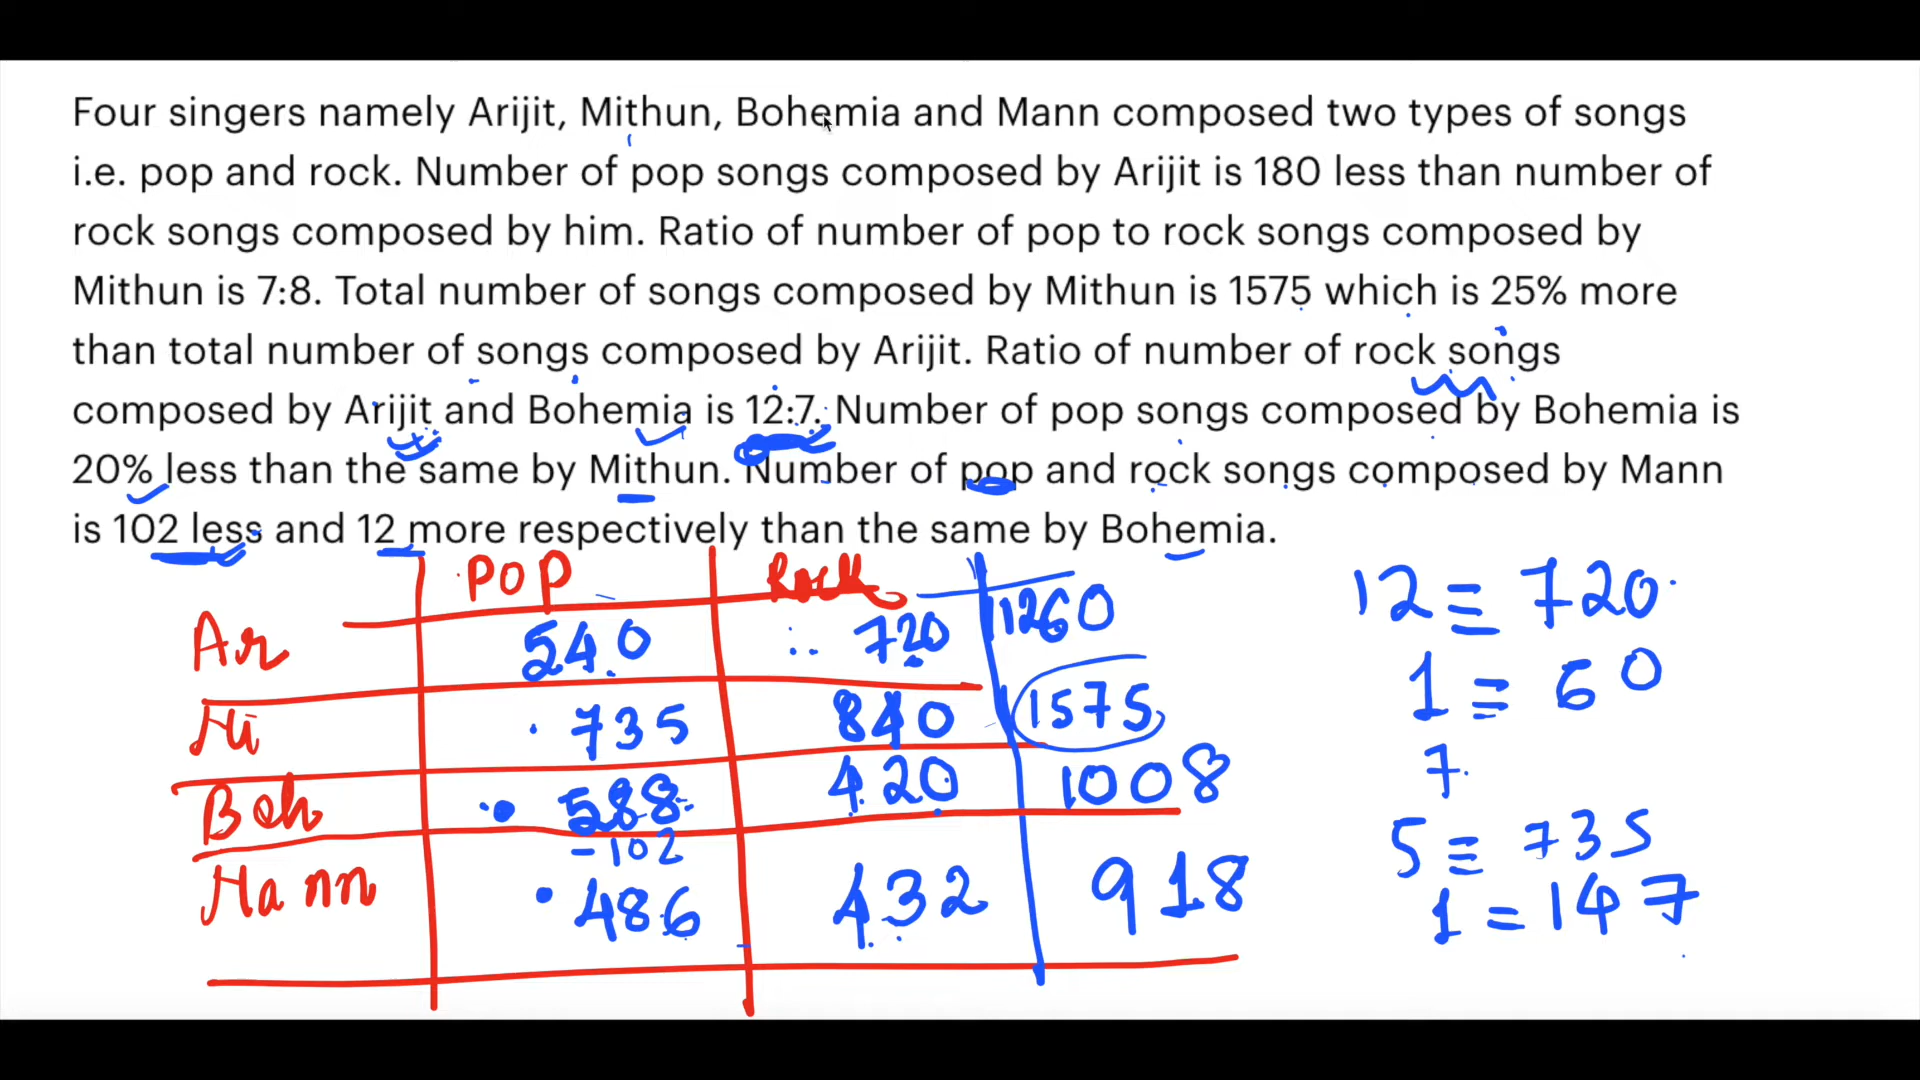 Four singers namely Arijit, Mithun, Bohemia and Mann composed two types of songs
i.e. pop and rock. Number of pop songs composed by Arijit is 180 less than number of
rock songs composed by him. Ratio of number of pop to rock songs composed by
Mithun is 7:8. Total number of songs composed by Mithun is 1575 which is 25% more
than total number of songs composed by Arijit. Ratio of number of rock songs
composed by Arijit and Bohemia is 12:7. Number of pop songs composed by Bohemia is
20% less than the same by Mithun. Number of pop and rock songs composed by Mann
is 102 less and 12 more respectively than the same by Bohemia.
POP Rock
Ar 540 720 1260
Mi 735 840 1575
Boh 588 420 1008
-102
Mann 486 432 918
12 ≡ 720
1 ≡ 60
7
5 ≡ 735
1 = 147